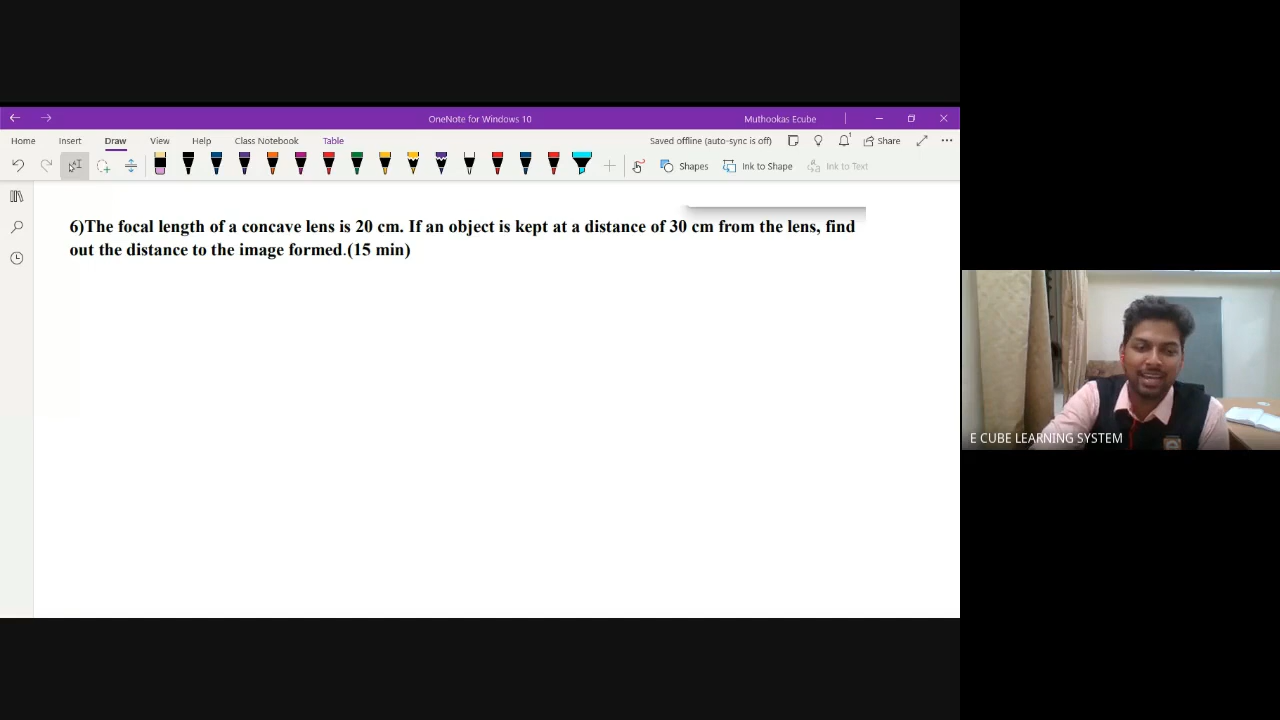 OneNote for Windows 10
Muthookas Ecube
Home Insert Draw View Help Class Notebook Table
Saved offline (auto-sync is off) Share
Shapes Ink to Shape Ink to Text
6)The focal length of a concave lens is 20 cm. If an object is kept at a distance of 30 cm from the lens, find
out the distance to the image formed.(15 min)
E CUBE LEARNING SYSTEM